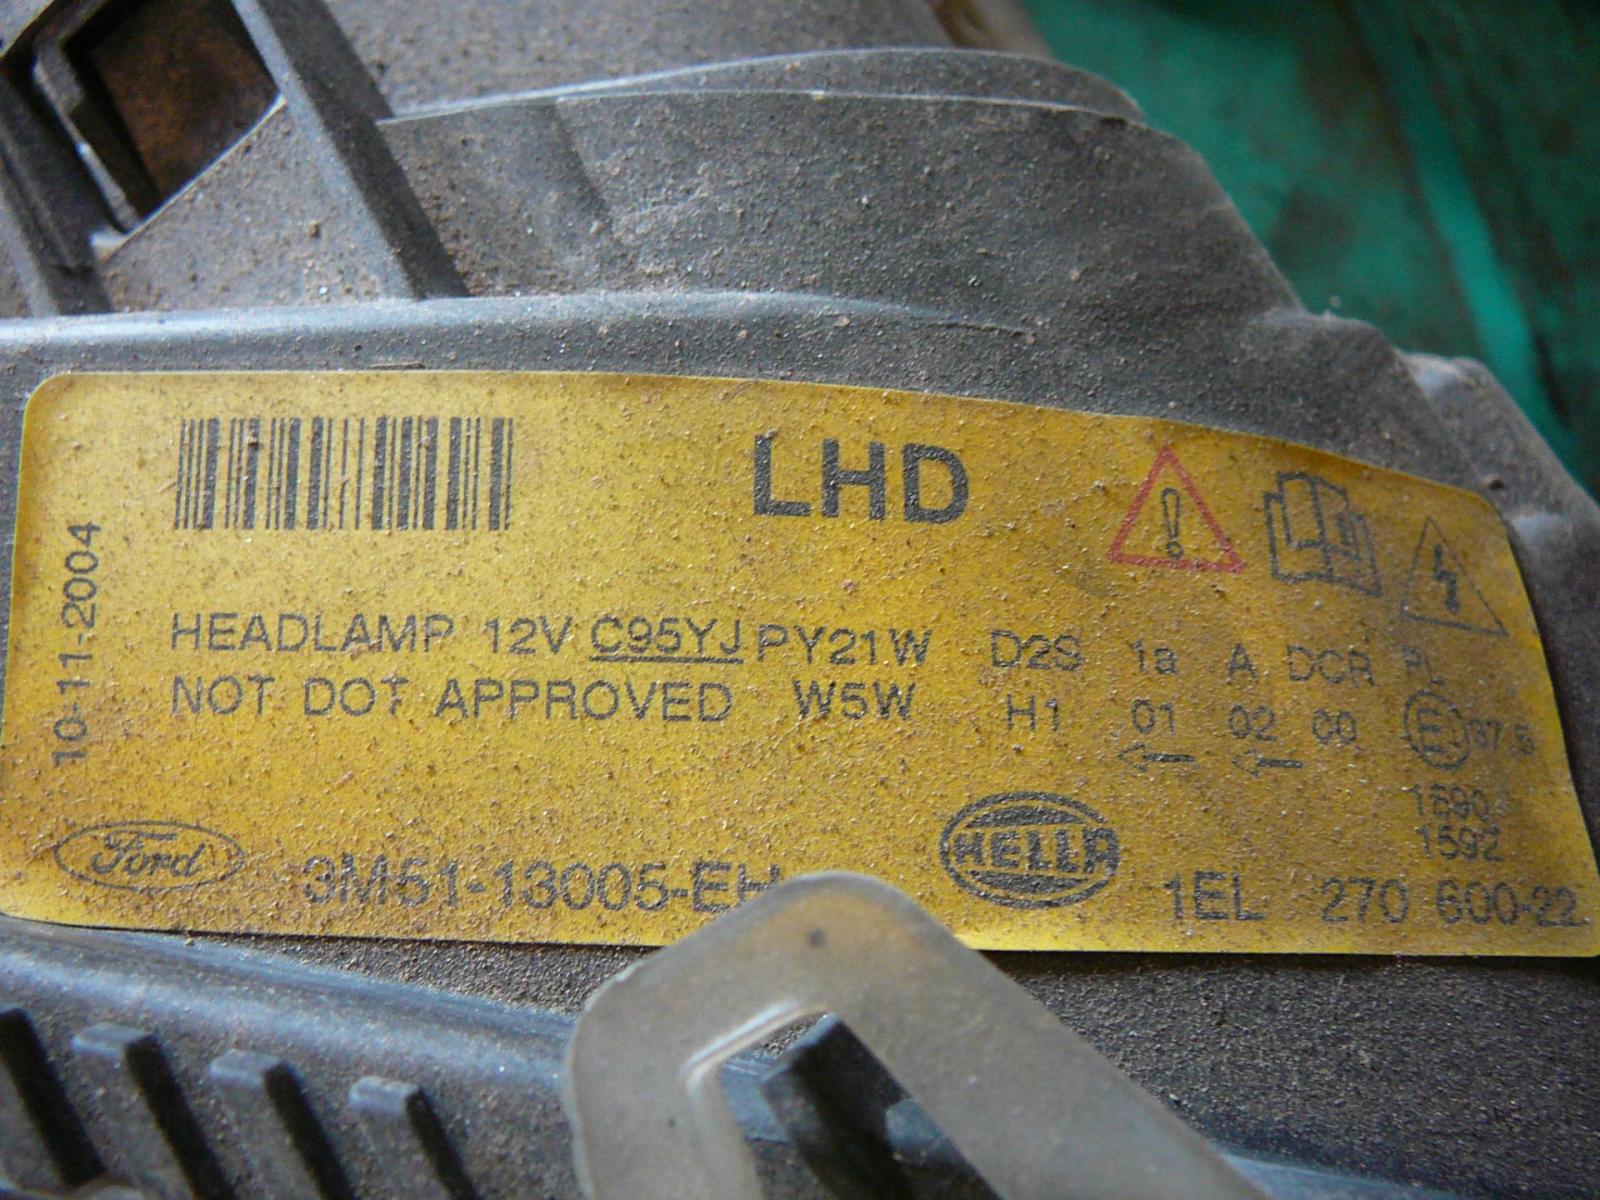 LHD
10-11-2004
HEADLAMP 12V C95YJ PY21W D2S 1a A DCR PL
NOT DOT APPROVED W5W H1 01 02 00 E1
← ←
1592
Ford 3M51-13005-EH HELLA 1EL 270 600-22